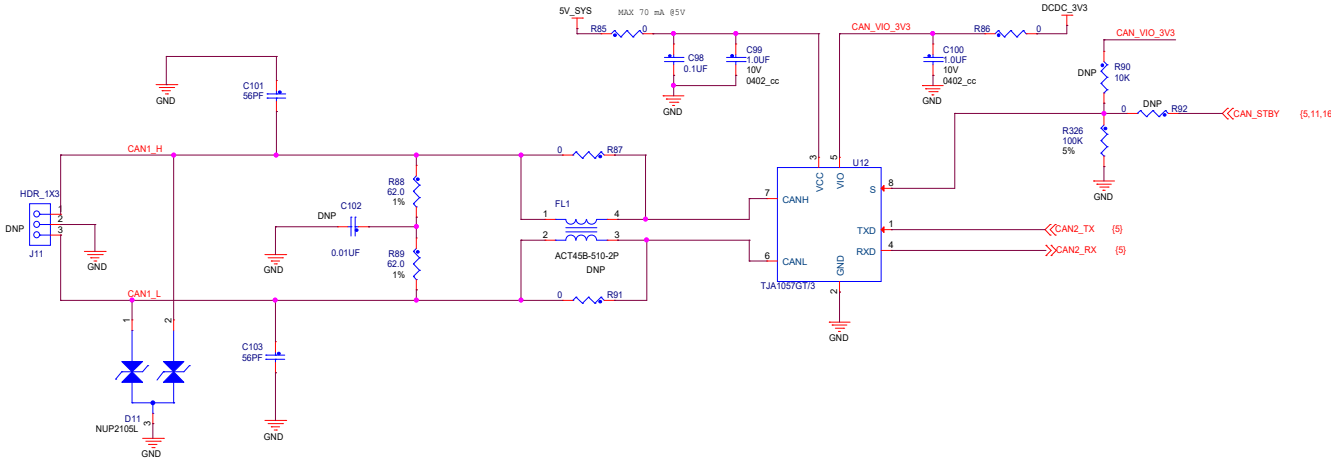 5V_SYS
MAX 70 mA @5V
DCDC_3V3
R85
0
CAN_VIO_3V3
R86
0
CAN_VIO_3V3
C98
0.1UF
C99
1.0UF
10V
0402_cc
C100
1.0UF
10V
0402_cc
DNP
R90
10K
GND
C101
56PF
GND
GND
0
DNP
R92
CAN_STBY
{5,11,16
R326
100K
5%
CAN1_H
0
R87
3
5
U12
VCC
VIO
GND
HDR_1X3
DNP
1
2
3
J11
GND
R88
62.0
1%
DNP
C102
0.01UF
GND
R89
62.0
1%
FL1
1
4
2
3
ACT45B-510-2P
DNP
7
CANH
S
8
TXD
1
CAN2_TX
{5}
RXD
4
CAN2_RX
{5}
6
CANL
GND
TJA1057GT/3
2
CAN1_L
0
R91
1
2
GND
C103
56PF
D11
3
NUP2105L
GND
GND